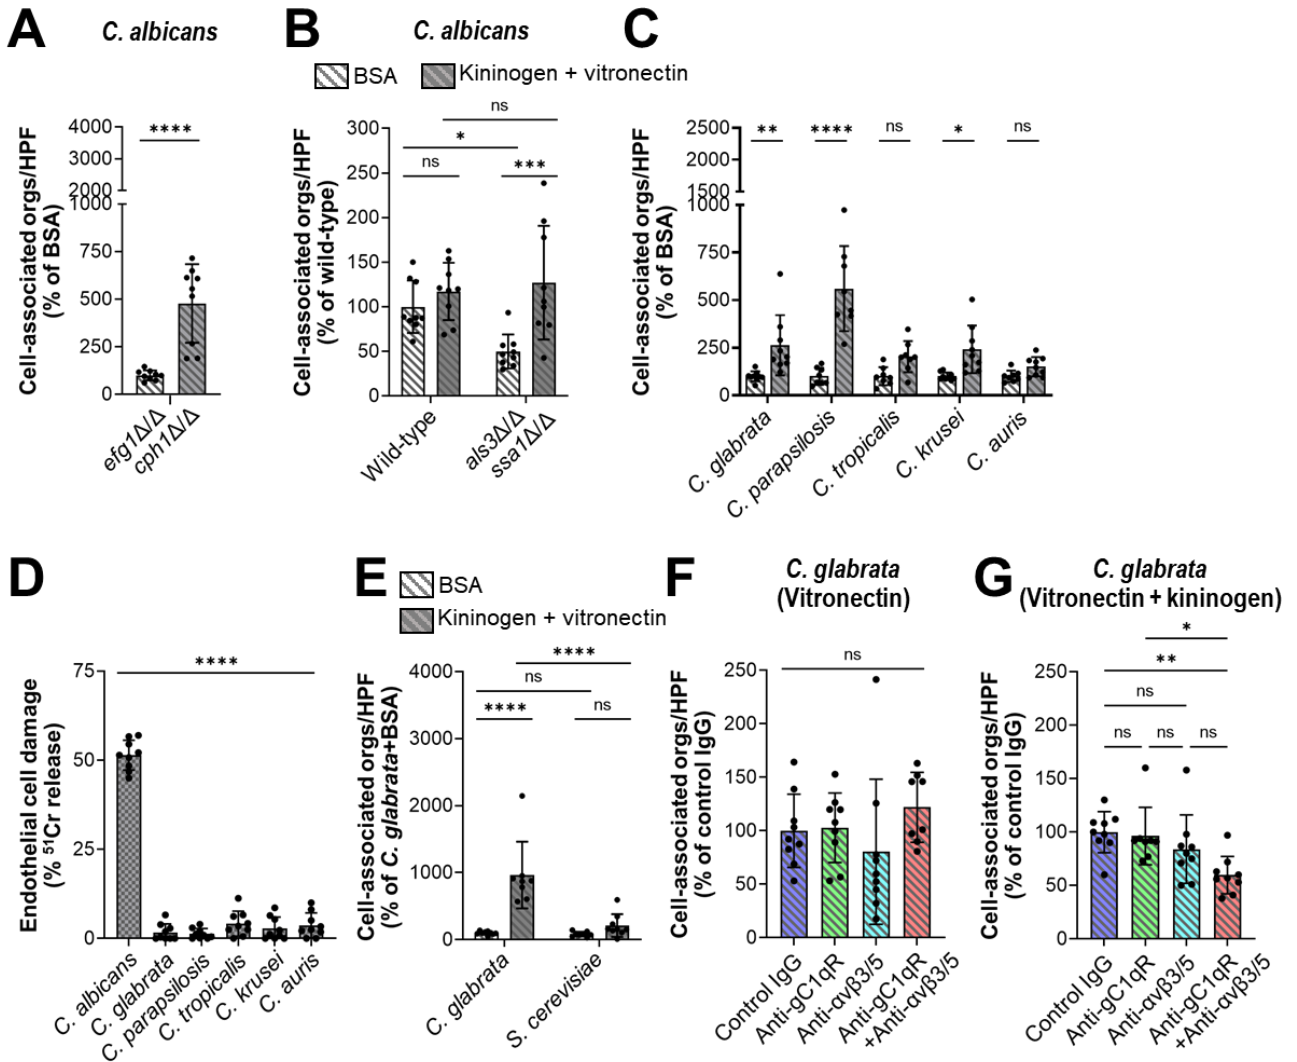 A
C. albicans
Cell-associated orgs/HPF
(% of BSA)
4000
3000
2000
1000
750
500
250
0
****
efg1Δ/Δ
cph1Δ/Δ
B
C. albicans
BSA
Kininogen + vitronectin
Cell-associated orgs/HPF
(% of wild-type)
300
250
200
150
100
50
0
ns
*
ns
***
Wild-type
als3Δ/Δ
ssa1Δ/Δ
C
Cell-associated orgs/HPF
(% of BSA)
2500
2000
1500
1000
750
500
250
0
**
****
ns
*
ns
C. glabrata
C. parapsilosis
C. tropicalis
C. krusei
C. auris
D
Endothelial cell damage
(% ⁵¹Cr release)
75
50
25
0
****
C. albicans
C. glabrata
C. parapsilosis
C. tropicalis
C. krusei
C. auris
E
BSA
Kininogen + vitronectin
Cell-associated orgs/HPF
(% of C. glabrata+BSA)
4000
3000
2000
1000
0
****
ns
****
ns
C. glabrata
S. cerevisiae
F
C. glabrata
(Vitronectin)
Cell-associated orgs/HPF
(% of control IgG)
250
200
150
100
50
0
ns
Control IgG
Anti-gC1qR
Anti-αvβ3/5
Anti-gC1qR
+Anti-αvβ3/5
G
C. glabrata
(Vitronectin + kininogen)
Cell-associated orgs/HPF
(% of control IgG)
250
200
150
100
50
0
*
**
ns
ns
ns
ns
Control IgG
Anti-gC1qR
Anti-αvβ3/5
Anti-gC1qR
+Anti-αvβ3/5